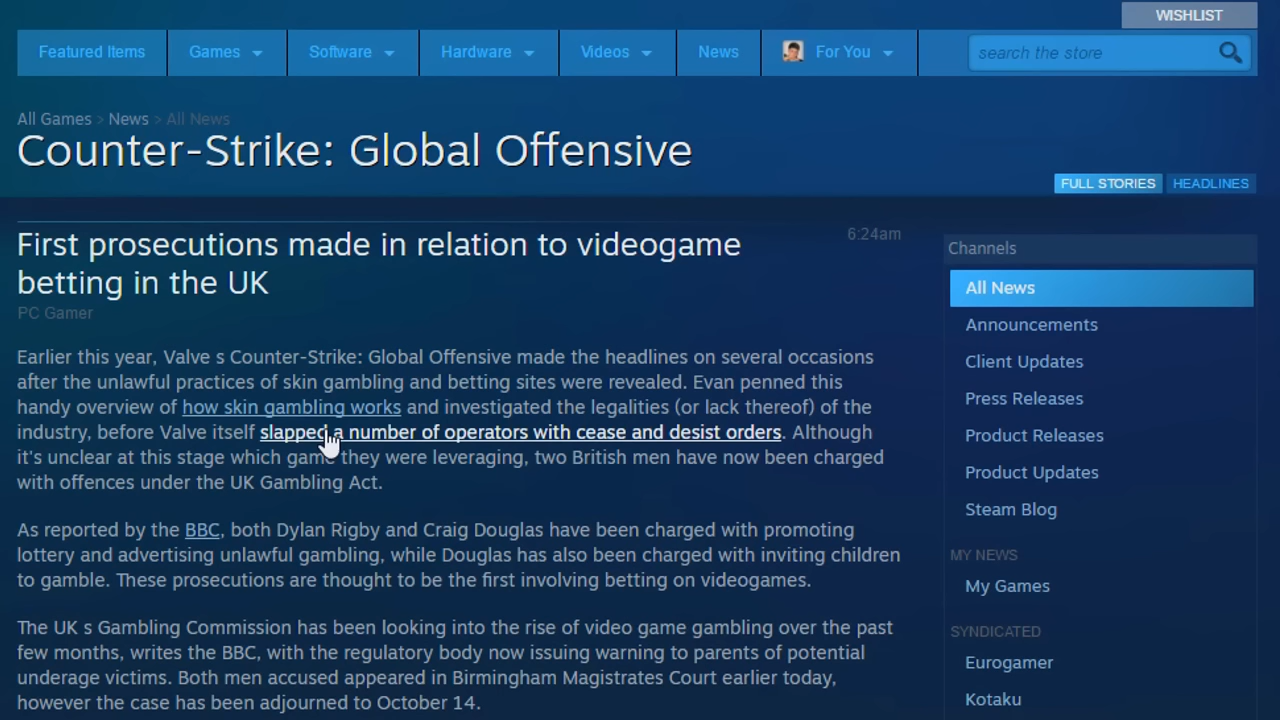 WISHLIST
Featured Items Games Software Hardware Videos News For You search the store
All Games > News > All News
Counter-Strike: Global Offensive
FULL STORIES HEADLINES
First prosecutions made in relation to videogame
betting in the UK
6:24am
PC Gamer
Earlier this year, Valve s Counter-Strike: Global Offensive made the headlines on several occasions
after the unlawful practices of skin gambling and betting sites were revealed. Evan penned this
handy overview of how skin gambling works and investigated the legalities (or lack thereof) of the
industry, before Valve itself slapped a number of operators with cease and desist orders. Although
it's unclear at this stage which game they were leveraging, two British men have now been charged
with offences under the UK Gambling Act.
As reported by the BBC, both Dylan Rigby and Craig Douglas have been charged with promoting
lottery and advertising unlawful gambling, while Douglas has also been charged with inviting children
to gamble. These prosecutions are thought to be the first involving betting on videogames.
The UK s Gambling Commission has been looking into the rise of video game gambling over the past
few months, writes the BBC, with the regulatory body now issuing warning to parents of potential
underage victims. Both men accused appeared in Birmingham Magistrates Court earlier today,
however the case has been adjourned to October 14.
Channels
All News
Announcements
Client Updates
Press Releases
Product Releases
Product Updates
Steam Blog
MY NEWS
My Games
SYNDICATED
Eurogamer
Kotaku